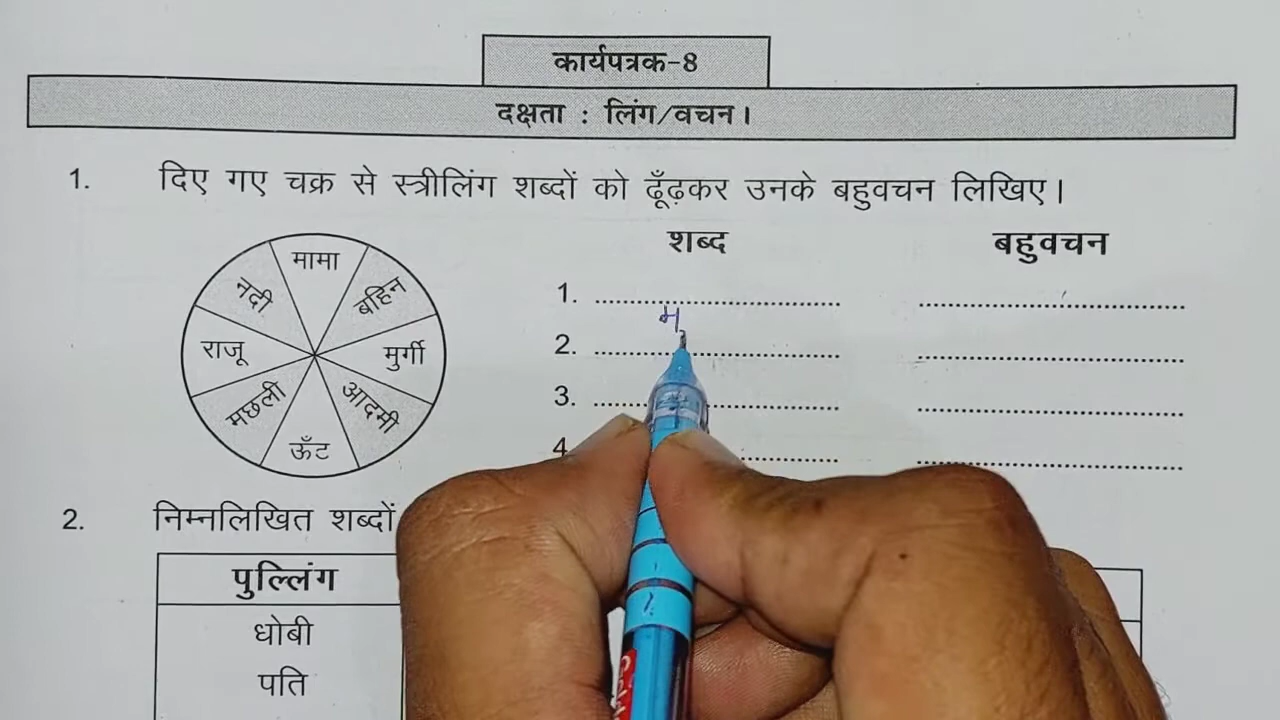 कार्यपत्रक-8
दक्षता : लिंग/वचन।
1. दिए गए चक्र से स्त्रीलिंग शब्दों को ढूँढ़कर उनके बहुवचन लिखिए।
शब्द बहुवचन
मामा
बहिन
मुर्गी
आदमी
ऊँट
मछली
राजू
नदी
1.
2. म
3.
4
2. निम्नलिखित शब्दों
पुल्लिंग
धोबी
पति